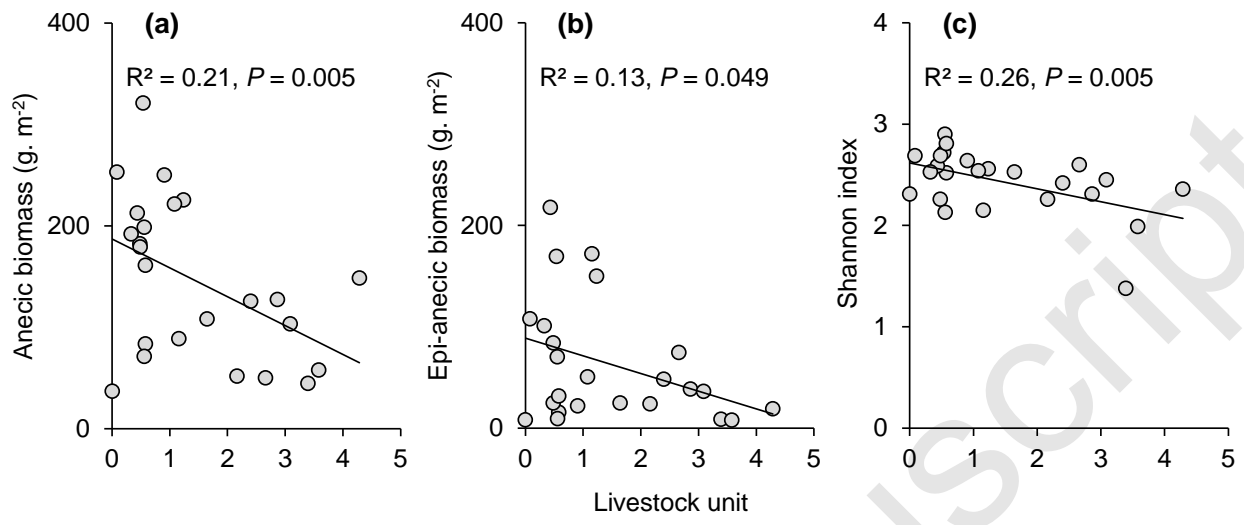 (a)
R² = 0.21, P = 0.005
Anecic biomass (g. m-2)
400
200
0
0 1 2 3 4 5
(b)
R² = 0.13, P = 0.049
Epi-anecic biomass (g. m-2)
400
200
0
0 1 2 3 4 5
Livestock unit
(c)
R² = 0.26, P = 0.005
Shannon index
4
3
2
1
0
0 1 2 3 4 5
script